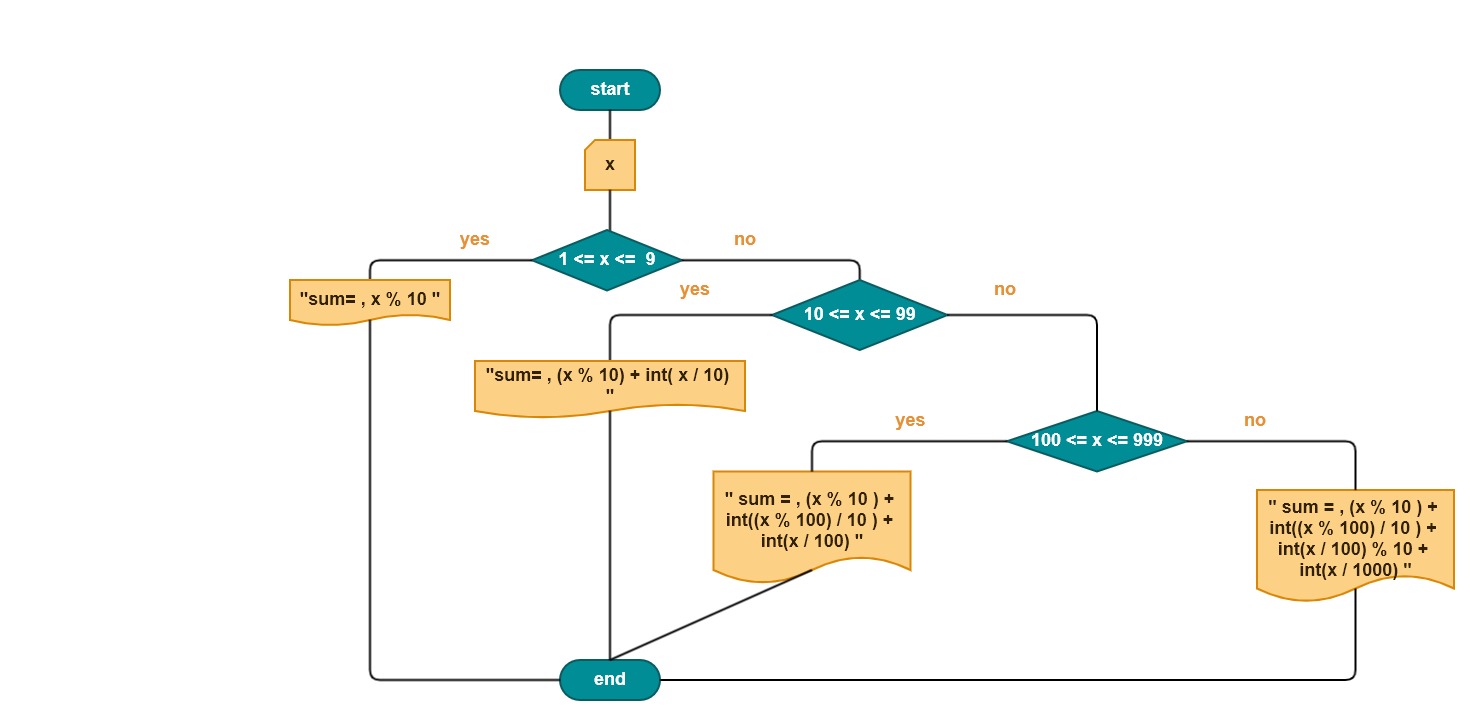 start
x
yes
1 <= x <=  9
no
"sum= , x % 10 "
yes
10 <= x <= 99
no
"sum= , (x % 10) + int( x / 10)
"
yes
100 <= x <= 999
no
" sum = , (x % 10 ) +
int((x % 100) / 10 ) +
int(x / 100) "
" sum = , (x % 10 ) +
int((x % 100) / 10 ) +
int(x / 100) % 10 +
int(x / 1000) "
end